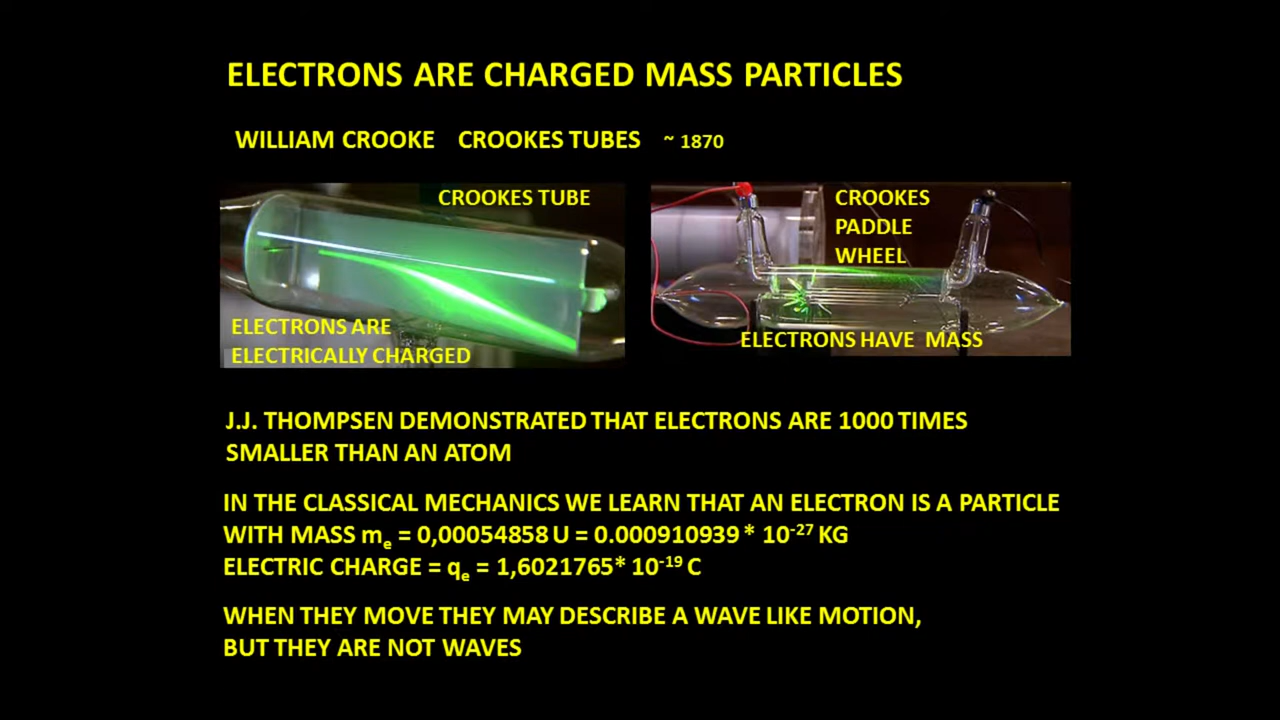 ELECTRONS ARE CHARGED MASS PARTICLES
WILLIAM CROOKE CROOKES TUBES ~ 1870
CROOKES TUBE
ELECTRONS ARE
ELECTRICALLY CHARGED
CROOKES
PADDLE
WHEEL
ELECTRONS HAVE MASS
J.J. THOMPSEN DEMONSTRATED THAT ELECTRONS ARE 1000 TIMES
SMALLER THAN AN ATOM
IN THE CLASSICAL MECHANICS WE LEARN THAT AN ELECTRON IS A PARTICLE
WITH MASS mₑ = 0,00054858 U = 0.000910939 * 10⁻²⁷ KG
ELECTRIC CHARGE = qₑ = 1,6021765* 10⁻¹⁹ C
WHEN THEY MOVE THEY MAY DESCRIBE A WAVE LIKE MOTION,
BUT THEY ARE NOT WAVES